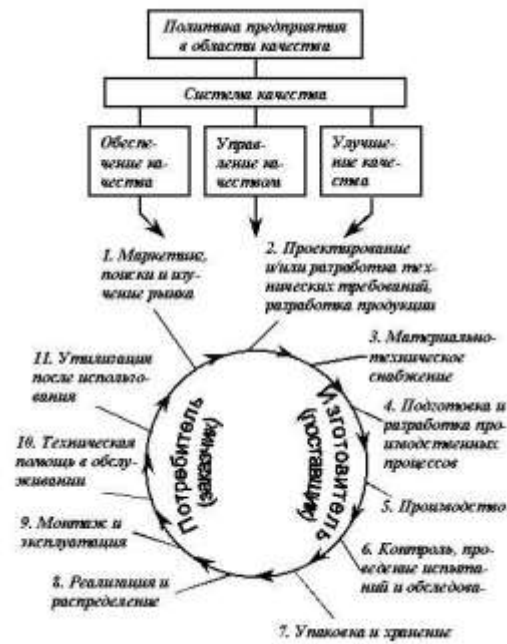 Политика предприятия
в области качества
Система качества
Обеспе-
чение ка-
чества
Управ-
ление ка-
чеством
Улучше-
ние каче-
ства
1. Маркетинг,
поиски и изу-
чение рынка
2. Проектирование
и/или разработка тех-
нических требований,
разработка продукции
3. Материально-
техническое
снабжение
4. Подготовка и
разработка про-
изводственных
процессов
5. Производство
6. Контроль, про-
ведение испыта-
ний и обследова-
7. Упаковка и хранение
8. Реализация и
распределение
9. Монтаж и
эксплуатация
10. Техническая
помощь в обслу-
живании
11. Утилизация
после использо-
вания
Потребитель
(заказчик)
Изготовитель
(поставщик)